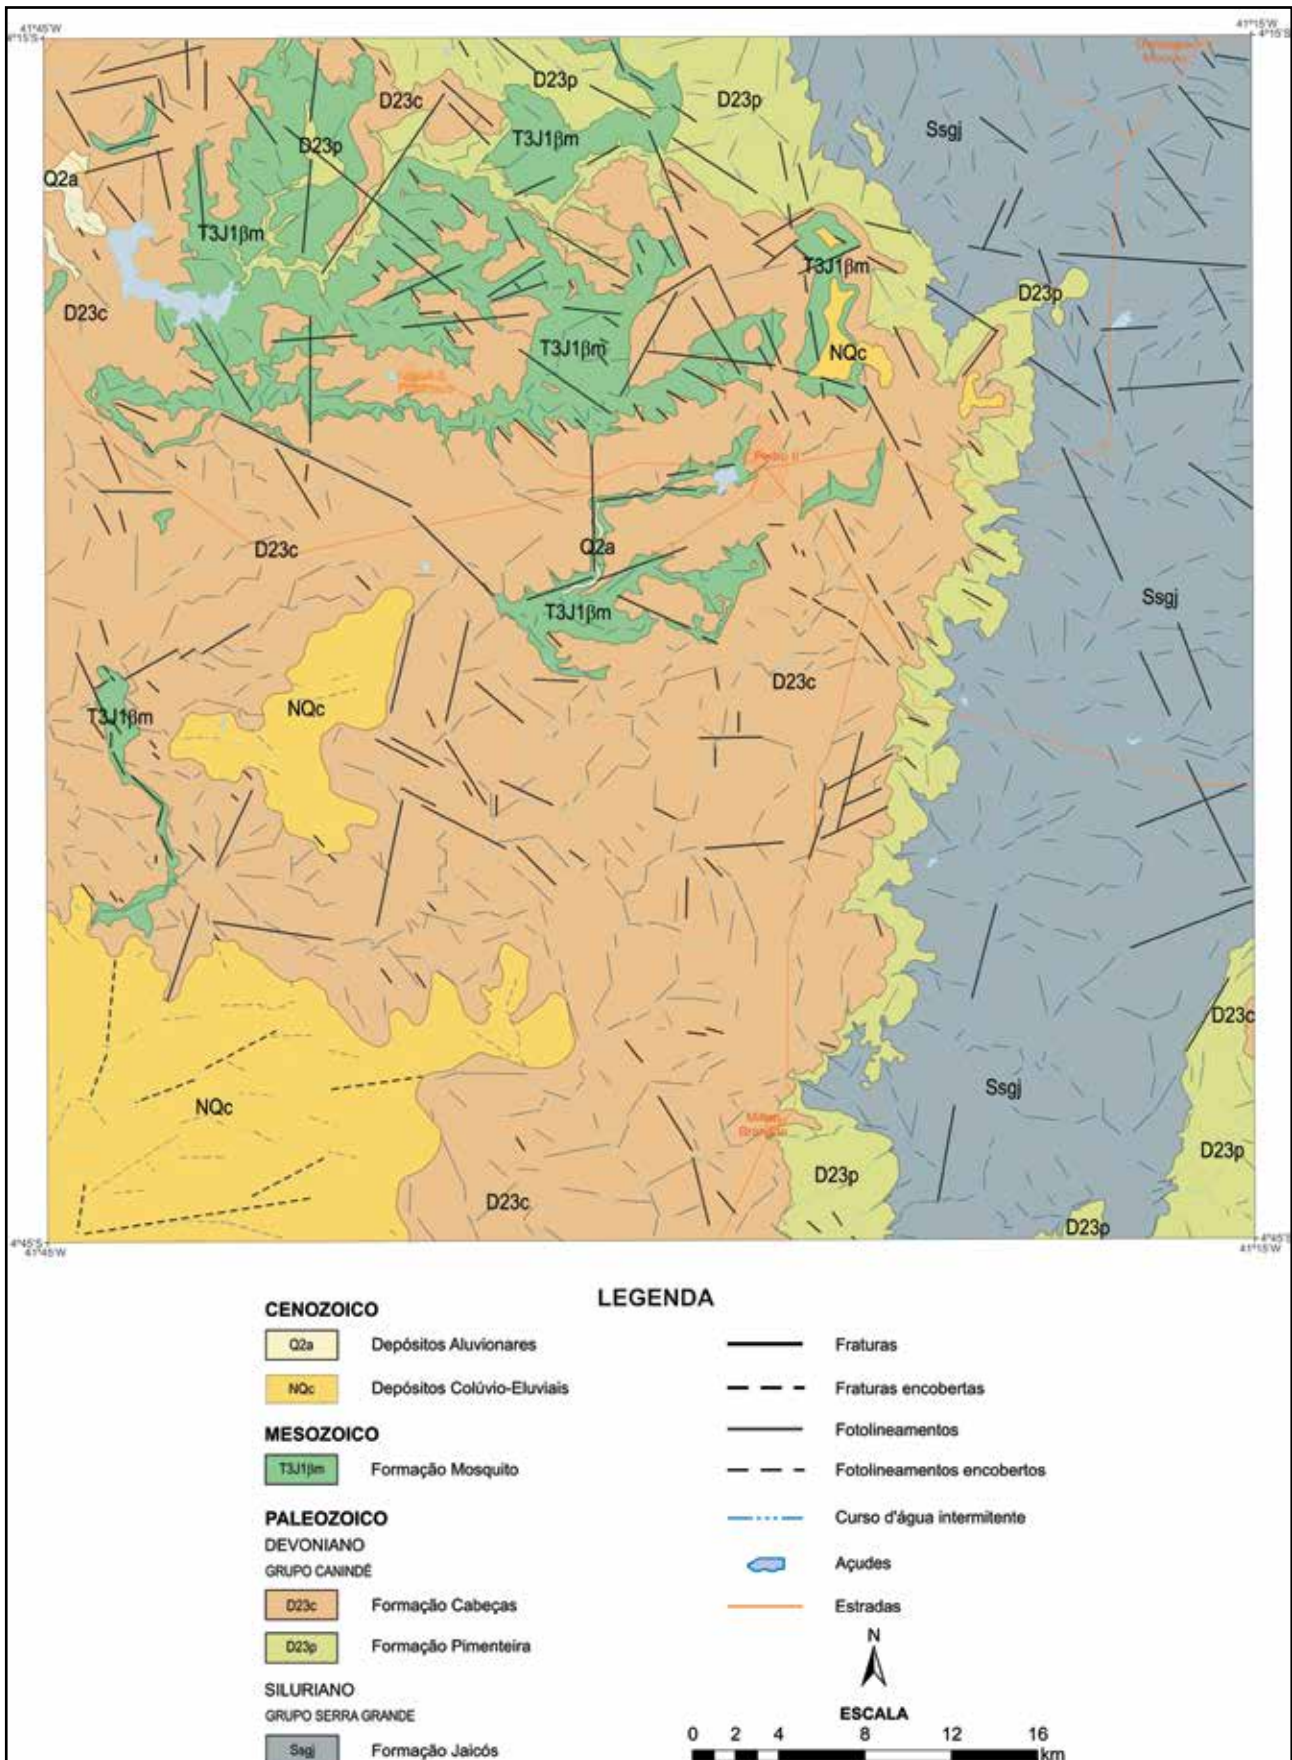 41°45'W
41°15'W
4°15'S
4°15'S
D23p
D23c
D23p
Ssgj
T3J1βm
D23p
Q2a
T3J1βm
T3J1βm
D23p
D23c
T3J1βm
NQc
Pedro II
D23c
Q2a
Ssgj
T3J1βm
D23c
NQc
T3J1βm
D23c
Ssgj
NQc
Milton
Brandão
D23p
D23p
D23c
D23p
4°45'S
4°45'S
41°45'W
41°15'W
LEGENDA
CENOZOICO
Q2a Depósitos Aluvionares
NQc Depósitos Colúvio-Eluviais
MESOZOICO
T3J1βm Formação Mosquito
PALEOZOICO
DEVONIANO
GRUPO CANINDÉ
D23c Formação Cabeças
D23p Formação Pimenteira
SILURIANO
GRUPO SERRA GRANDE
Ssgj Formação Jaicós
Fraturas
Fraturas encobertas
Fotolineamentos
Fotolineamentos encobertos
Curso d'água intermitente
Açudes
Estradas
N
ESCALA
0 2 4 8 12 16
km